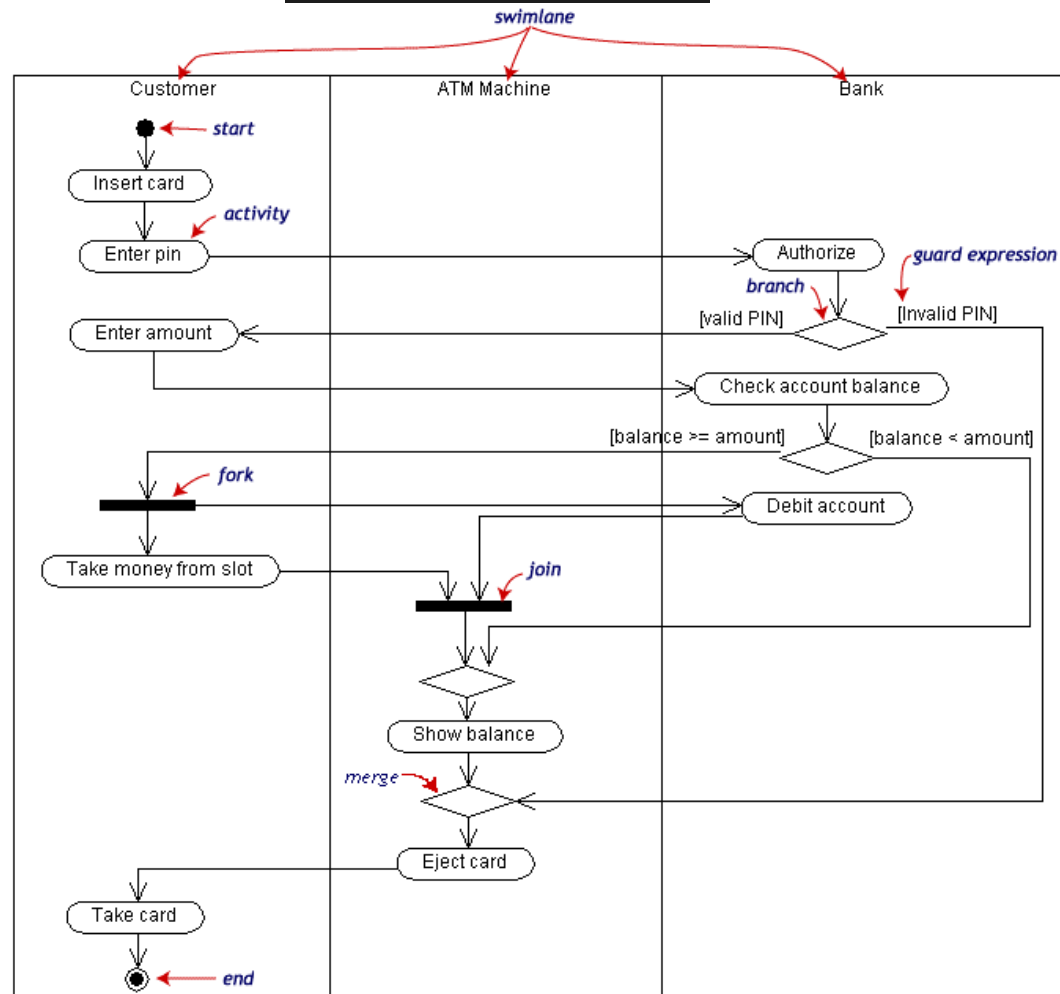 swimlane
Customer
ATM Machine
Bank
start
Insert card
activity
Enter pin
Authorize
guard expression
branch
[valid PIN]
[Invalid PIN]
Enter amount
Check account balance
[balance >= amount]
[balance < amount]
fork
Debit account
Take money from slot
join
Show balance
merge
Eject card
Take card
end